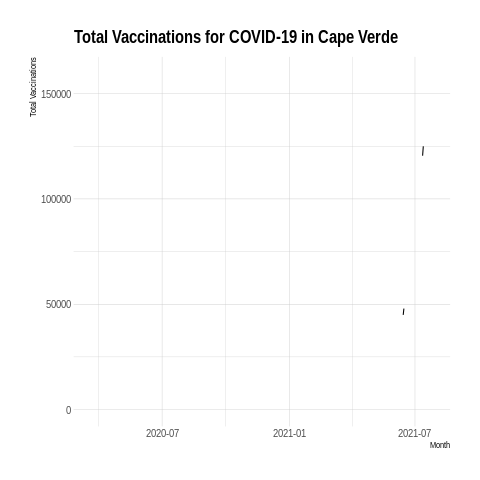 Total Vaccinations for COVID-19 in Cape Verde
Total Vaccinations
150000
100000
50000
0
2020-07
2021-01
2021-07
Month